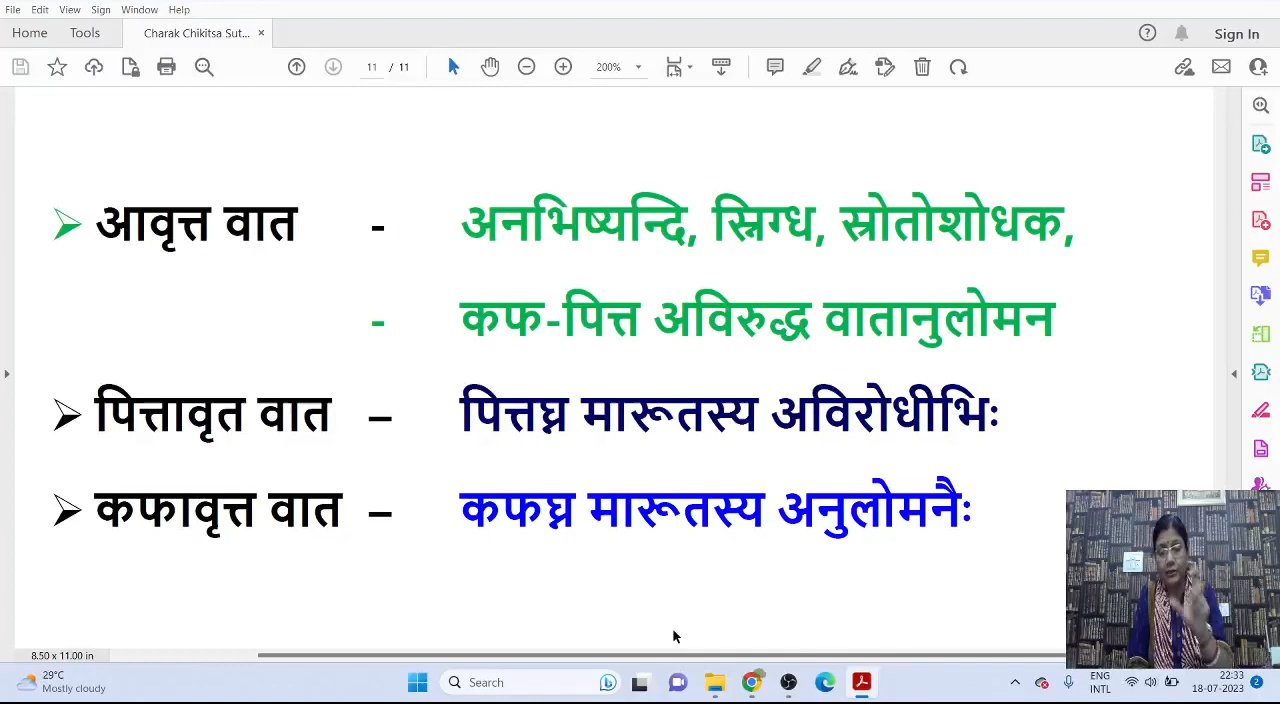 File Edit View Sign Window Help
Home Tools Charak Chikitsa Sut... × Sign In
11 / 11 200%
➢ आवृत्त वात - अनभिष्यन्दि, स्निग्ध, स्रोतोशोधक,
- कफ-पित्त अविरुद्ध वातानुलोमन
➢ पित्तावृत वात – पित्तघ्न मारूतस्य अविरोधीभिः
➢ कफावृत्त वात – कफघ्न मारूतस्य अनुलोमनैः
8.50 x 11.00 in
29°C
Mostly cloudy
Search
ENG
INTL
22:33
18-07-2023
2